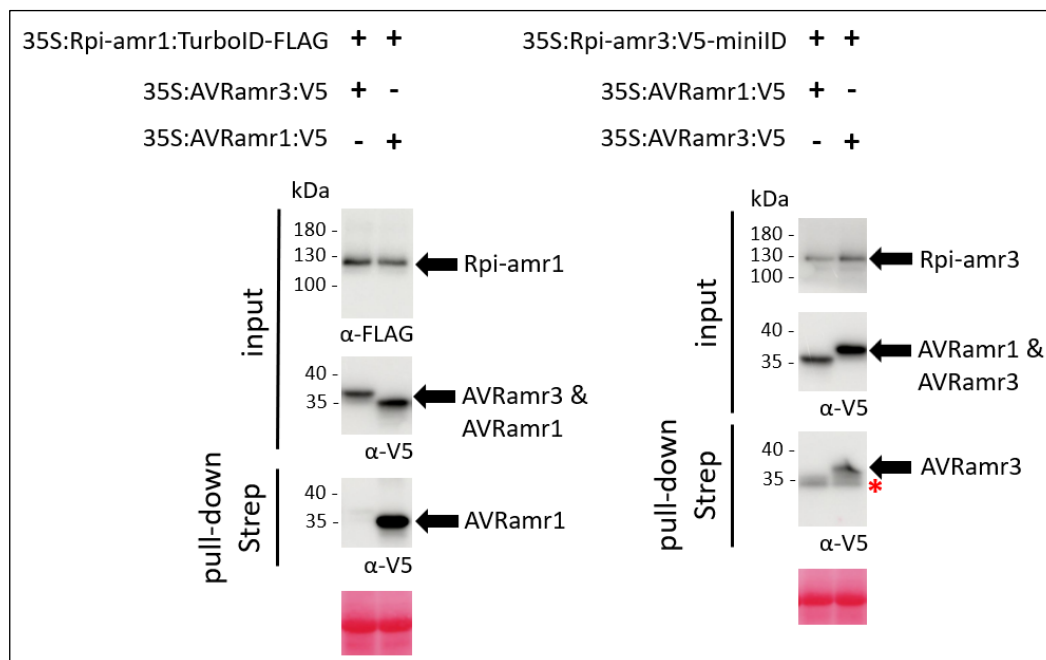 35S:Rpi-amr1:TurboID-FLAG + +
35S:AVRamr3:V5 + -
35S:AVRamr1:V5 - +
kDa
180 -
130 -
100 -
Rpi-amr1
α-FLAG
40 -
35 -
AVRamr3 &
AVRamr1
α-V5
input
40 -
35 -
AVRamr1
α-V5
pull-down
Strep
35S:Rpi-amr3:V5-miniID + +
35S:AVRamr1:V5 + -
35S:AVRamr3:V5 - +
kDa
180 -
130 -
100 -
Rpi-amr3
40 -
35 -
AVRamr1 &
AVRamr3
α-V5
input
40 -
35 -
AVRamr3
*
α-V5
pull-down
Strep